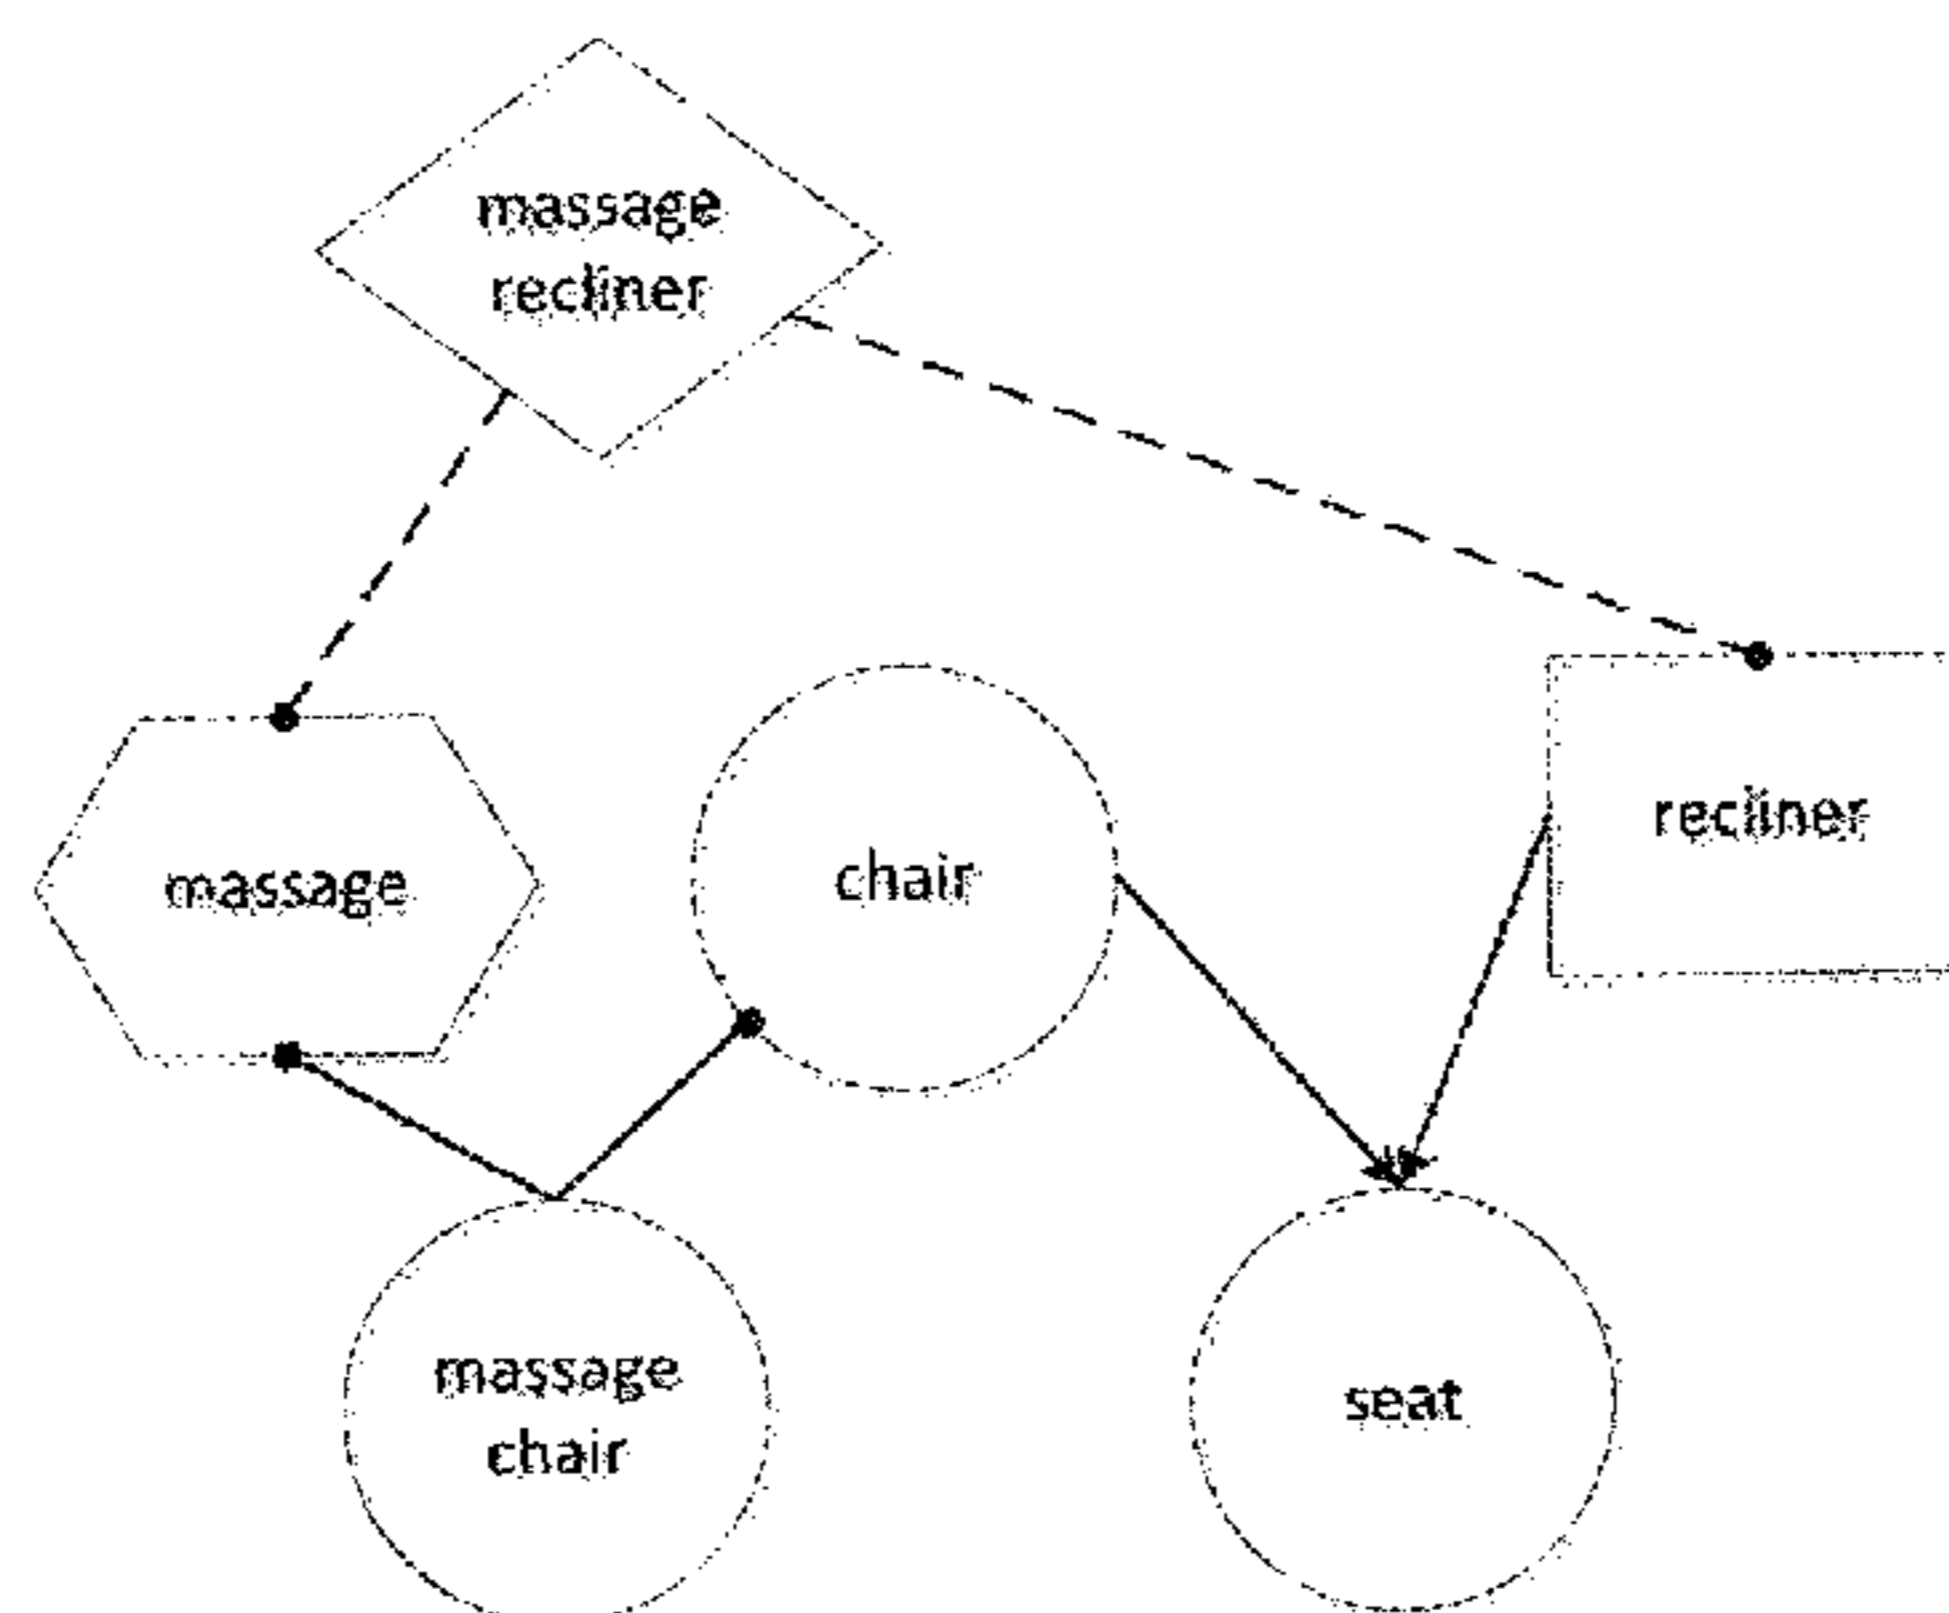 massage
recliner
massage
chair
recliner
massage
chair
seat